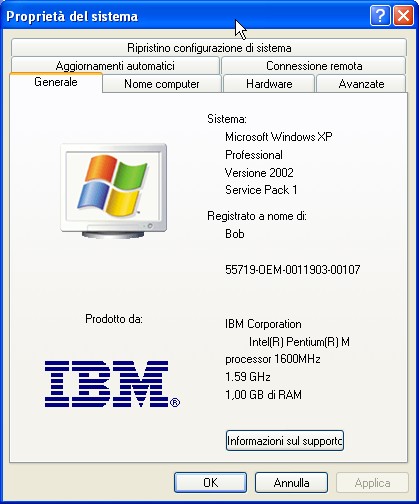 Proprietà del sistema
Ripristino configurazione di sistema
Aggiornamenti automatici
Connessione remota
Generale
Nome computer
Hardware
Avanzate
Sistema:
Microsoft Windows XP
Professional
Versione 2002
Service Pack 1
Registrato a nome di:
Bob
55719-OEM-0011903-00107
Prodotto da:
IBM Corporation
Intel(R) Pentium(R) M
processor 1600MHz
1.59 GHz
1,00 GB di RAM
IBM®
Informazioni sul supporto
OK
Annulla
Applica